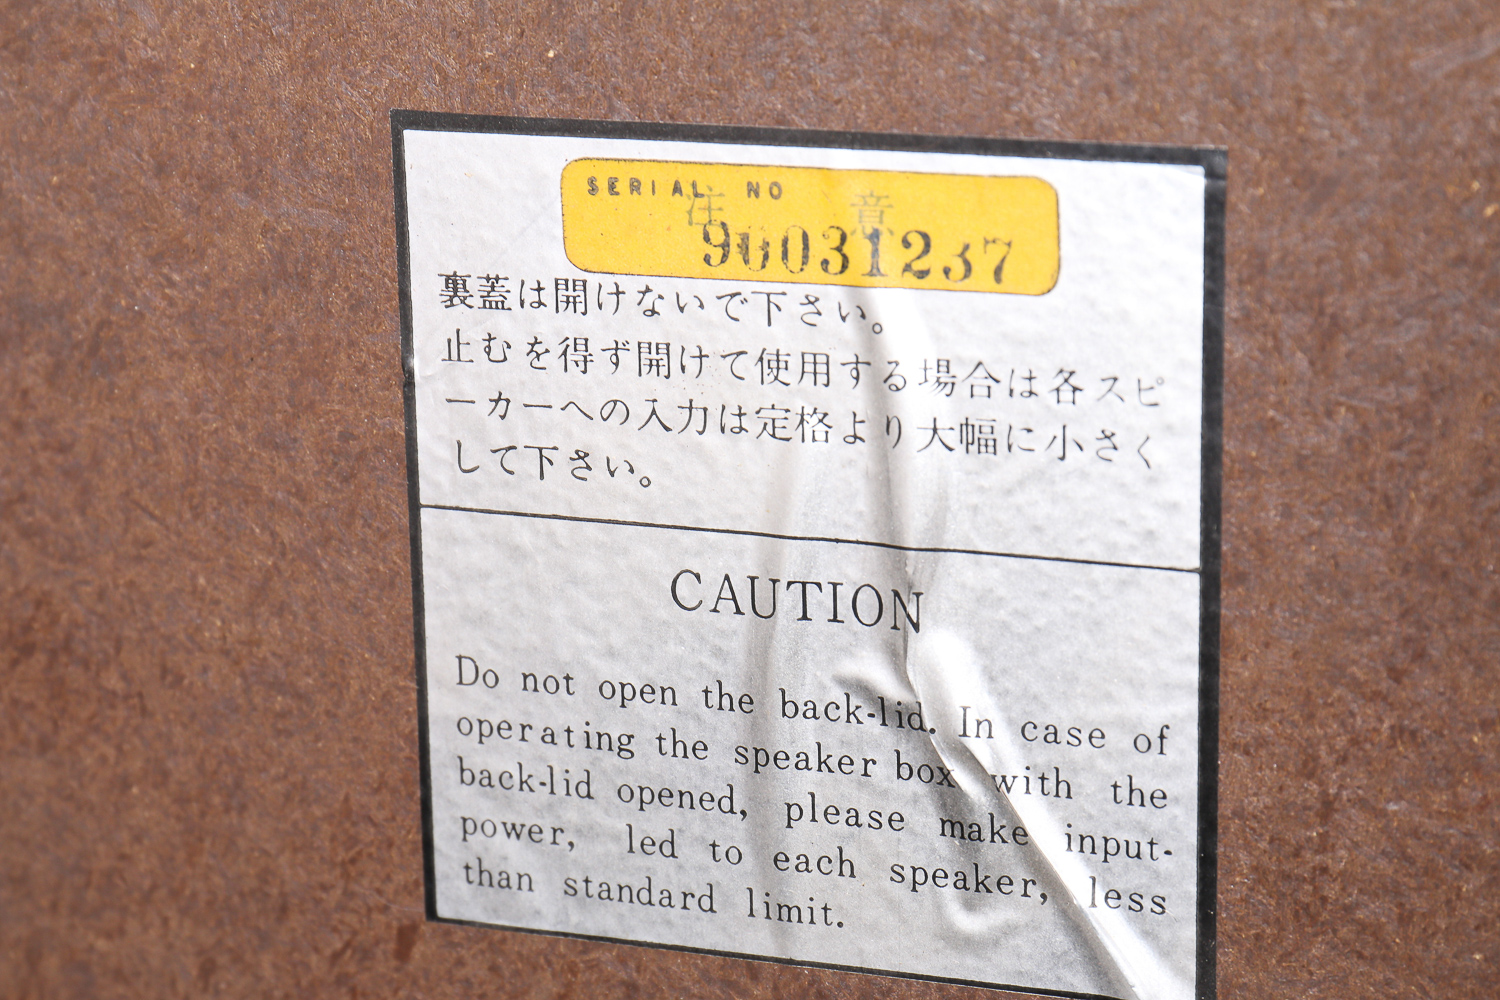 SERIAL NO
注意
90031237
裏蓋は開けないで下さい。
止むを得ず開けて使用する場合は各スピ
ーカーへの入力は定格より大幅に小さく
して下さい。
CAUTION
Do not open the back-lid. In case of
operating the speaker box with the
back-lid opened, please make input-
power, led to each speaker, less
than standard limit.